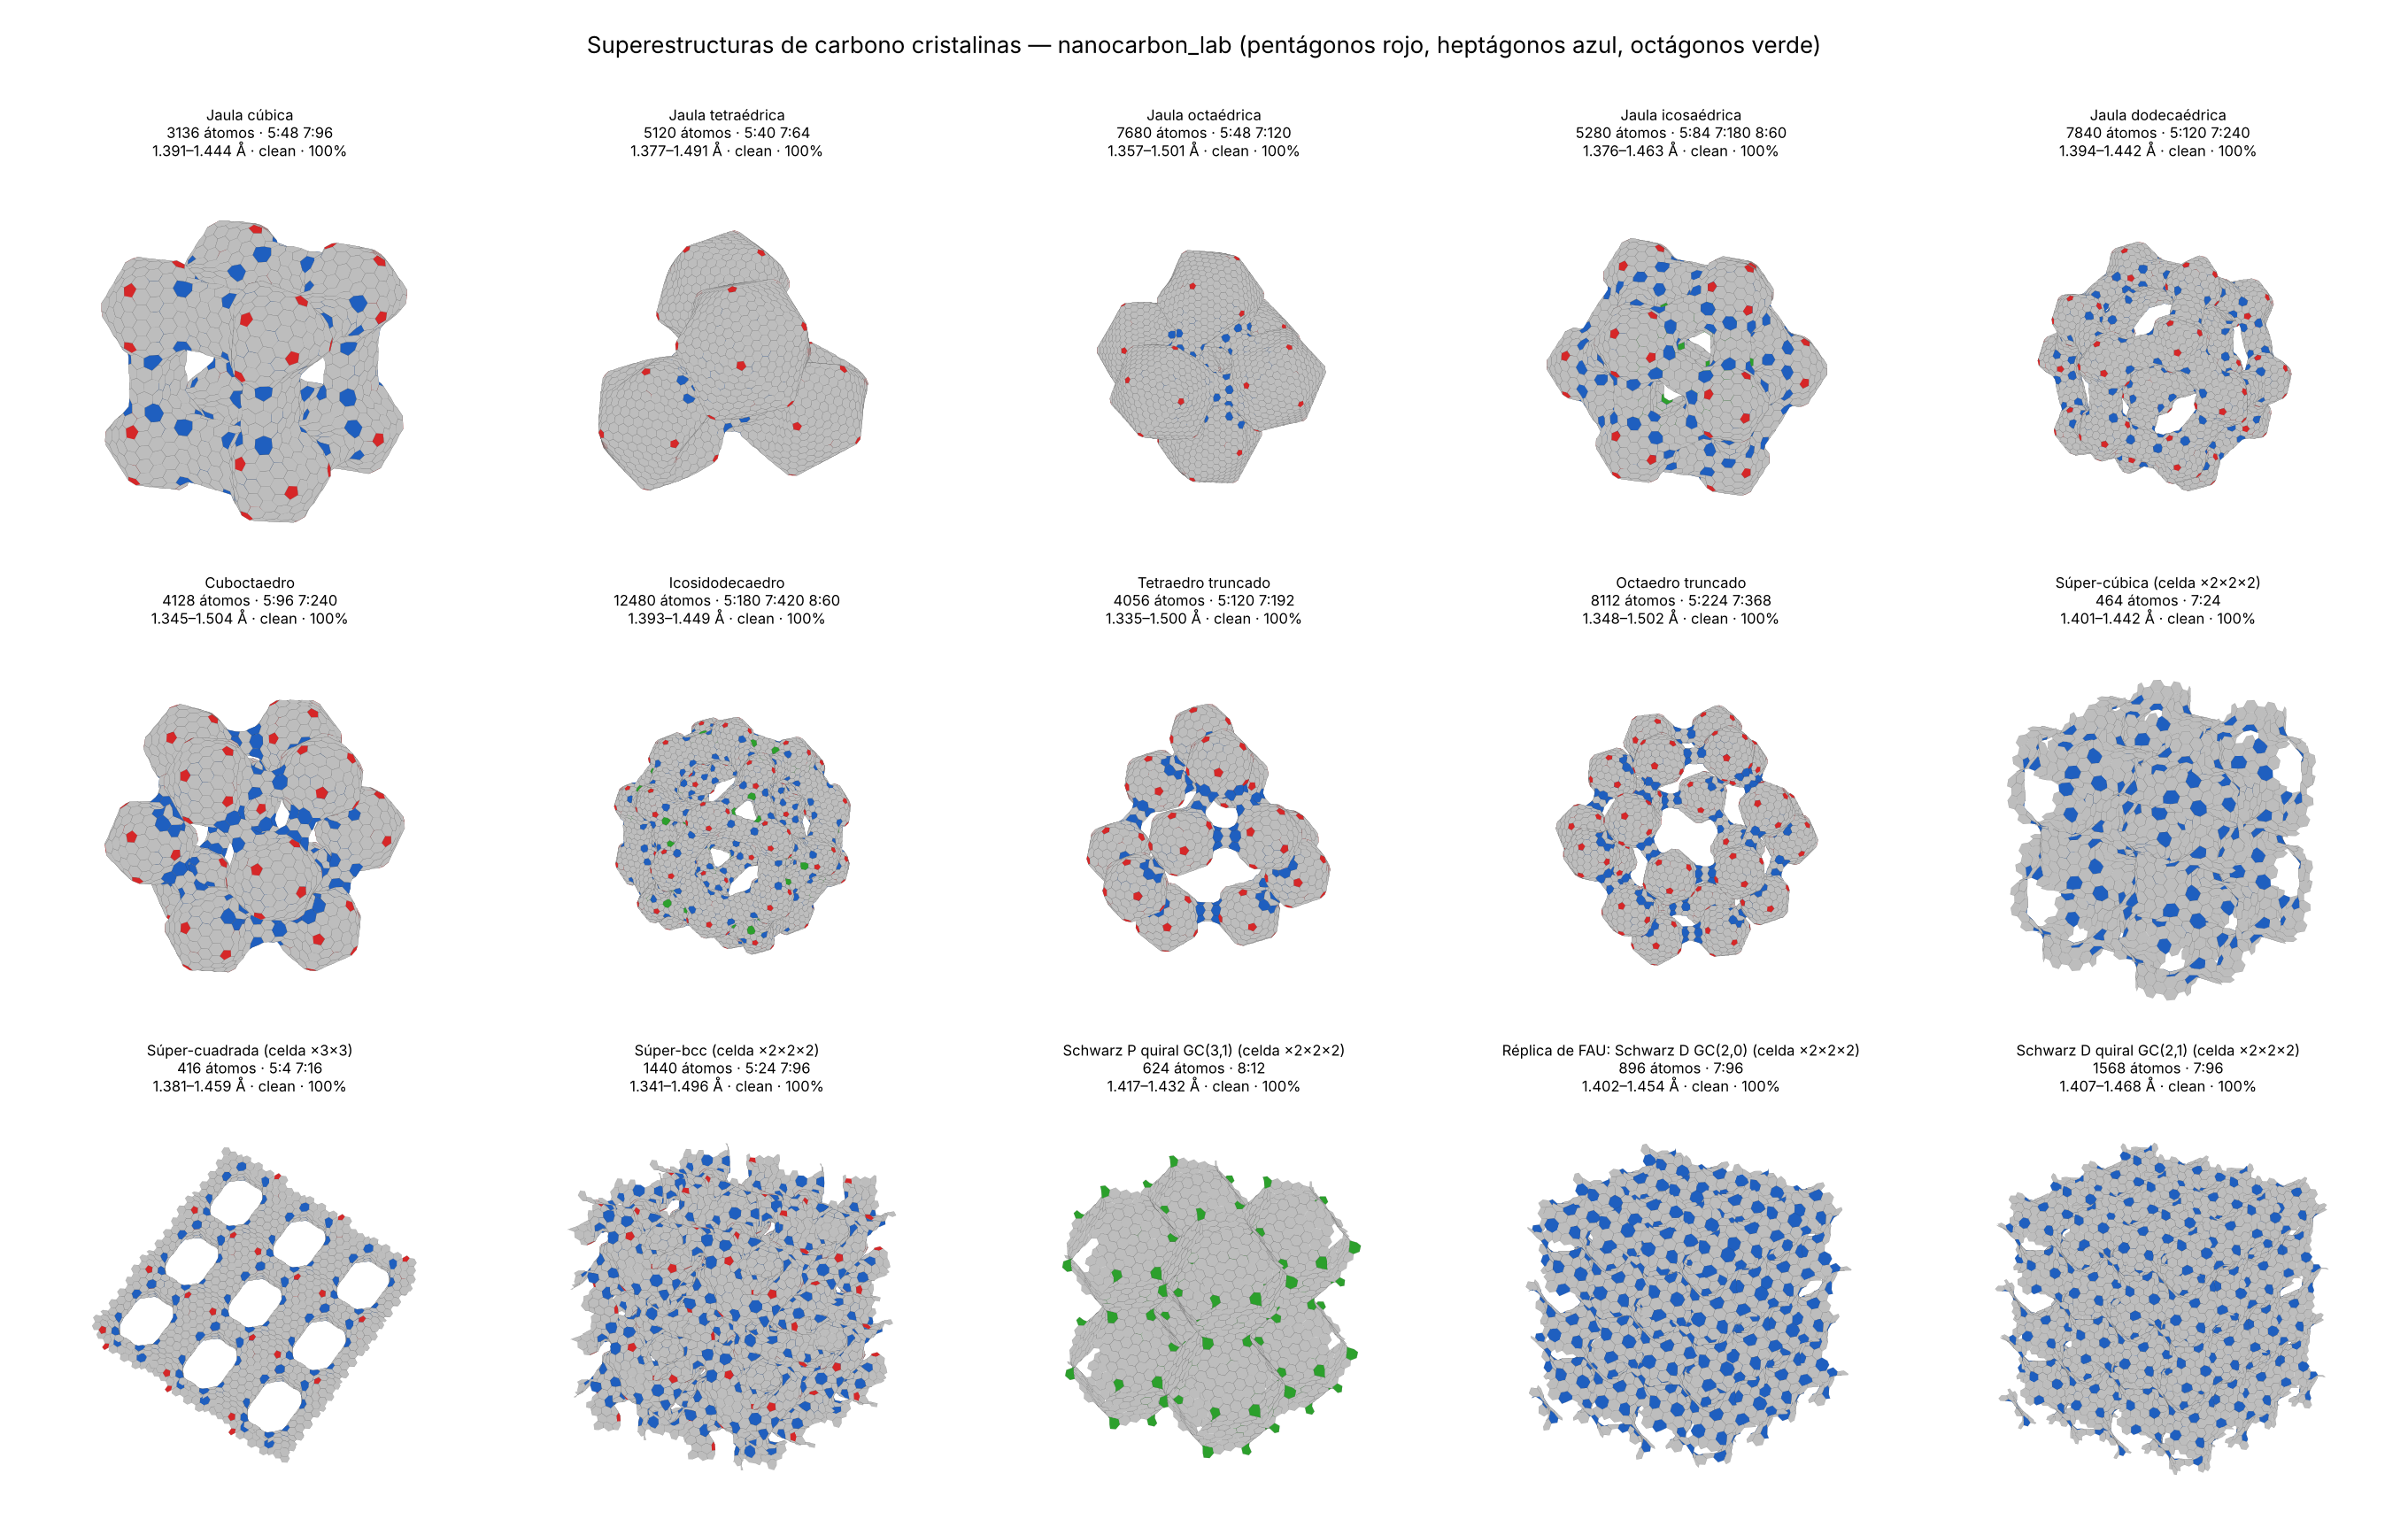 Superestructuras de carbono cristalinas — nanocarbon_lab (pentágonos rojo, heptágonos azul, octágonos verde)
Jaula cúbica
3136 átomos · 5:48 7:96
1.391–1.444 Å · clean · 100%
Jaula tetraédrica
5120 átomos · 5:40 7:64
1.377–1.491 Å · clean · 100%
Jaula octaédrica
7680 átomos · 5:48 7:120
1.357–1.501 Å · clean · 100%
Jaula icosaédrica
5280 átomos · 5:84 7:180 8:60
1.376–1.463 Å · clean · 100%
Jaula dodecaédrica
7840 átomos · 5:120 7:240
1.394–1.442 Å · clean · 100%
Cuboctaedro
4128 átomos · 5:96 7:240
1.345–1.504 Å · clean · 100%
Icosidodecaedro
12480 átomos · 5:180 7:420 8:60
1.393–1.449 Å · clean · 100%
Tetraedro truncado
4056 átomos · 5:120 7:192
1.335–1.500 Å · clean · 100%
Octaedro truncado
8112 átomos · 5:224 7:368
1.348–1.502 Å · clean · 100%
Súper-cúbica (celda ×2×2×2)
464 átomos · 7:24
1.401–1.442 Å · clean · 100%
Súper-cuadrada (celda ×3×3)
416 átomos · 5:4 7:16
1.381–1.459 Å · clean · 100%
Súper-bcc (celda ×2×2×2)
1440 átomos · 5:24 7:96
1.341–1.496 Å · clean · 100%
Schwarz P quiral GC(3,1) (celda ×2×2×2)
624 átomos · 8:12
1.417–1.432 Å · clean · 100%
Réplica de FAU: Schwarz D GC(2,0) (celda ×2×2×2)
896 átomos · 7:96
1.402–1.454 Å · clean · 100%
Schwarz D quiral GC(2,1) (celda ×2×2×2)
1568 átomos · 7:96
1.407–1.468 Å · clean · 100%